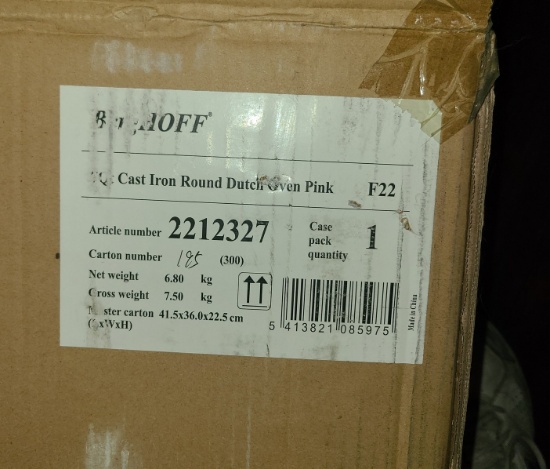 HOFF®
Cast Iron Round Dutch Oven Pink F22
Article number 2212327
Case pack quantity 1
Carton number 195 (300)
Net weight 6.80 kg
Gross weight 7.50 kg
carton 41.5x36.0x22.5 cm
xWxH)
5 413821 085975
Made in China